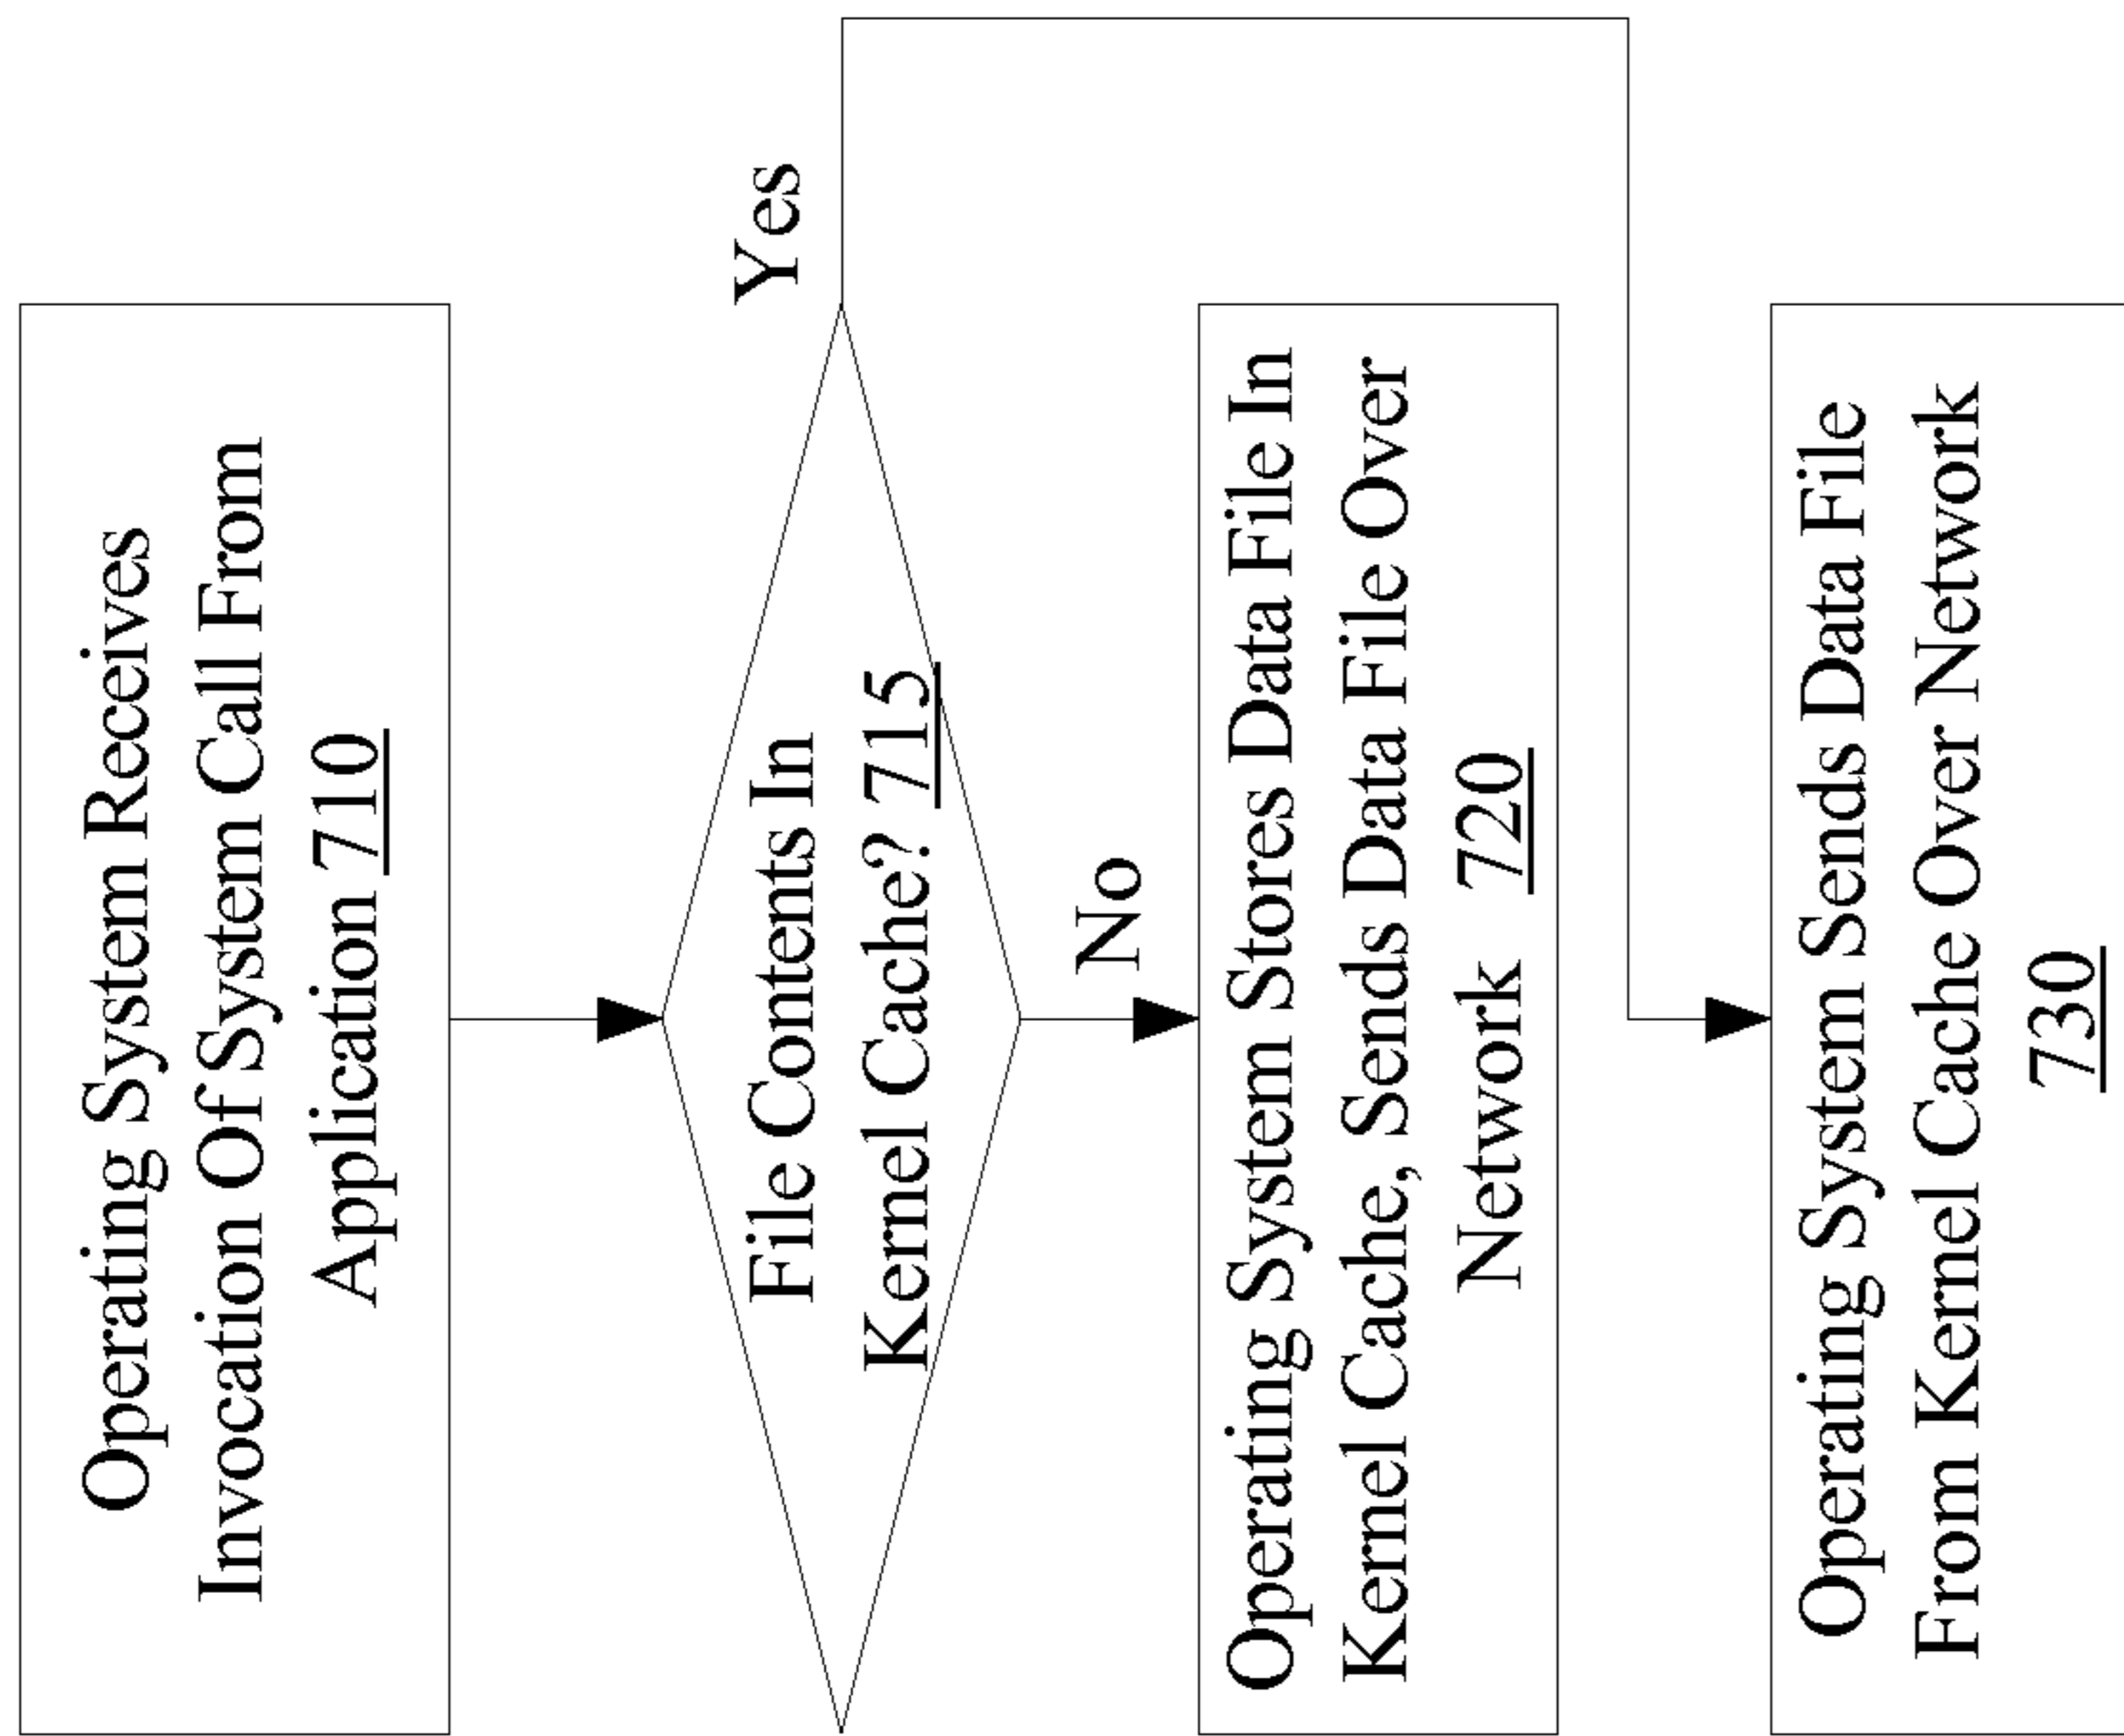 Operating System Receives
Invocation Of System Call From
Application 710
File Contents In
Kernel Cache? 715
Yes
No
Operating System Stores Data File In
Kernel Cache, Sends Data File Over
Network 720
Operating System Sends Data File
From Kernel Cache Over Network
730